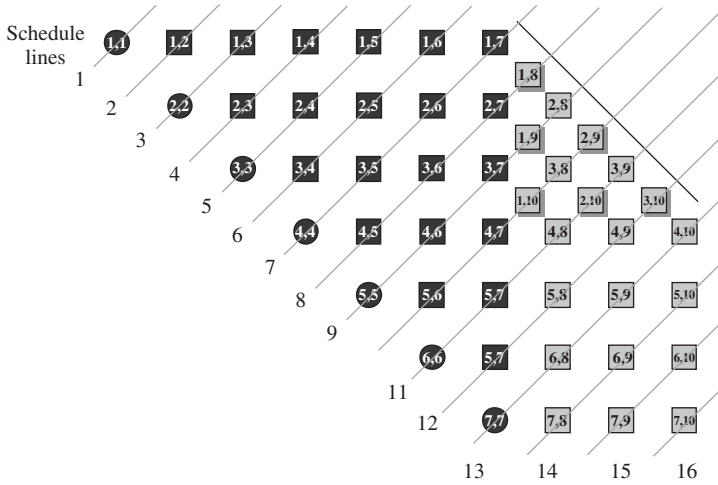 Schedule
lines
1,1 1,2 1,3 1,4 1,5 1,6 1,7
1
1,8
2
2,2 2,3 2,4 2,5 2,6 2,7 2,8
3
1,9 2,9
4
3,3 3,4 3,5 3,6 3,7 3,8 3,9
5
1,10 2,10 3,10
6
4,4 4,5 4,6 4,7 4,8 4,9 4,10
7
8
5,5 5,6 5,7 5,8 5,9 5,10
9
6,6 5,7 6,8 6,9 6,10
11
12
7,7 7,8 7,9 7,10
13 14 15 16